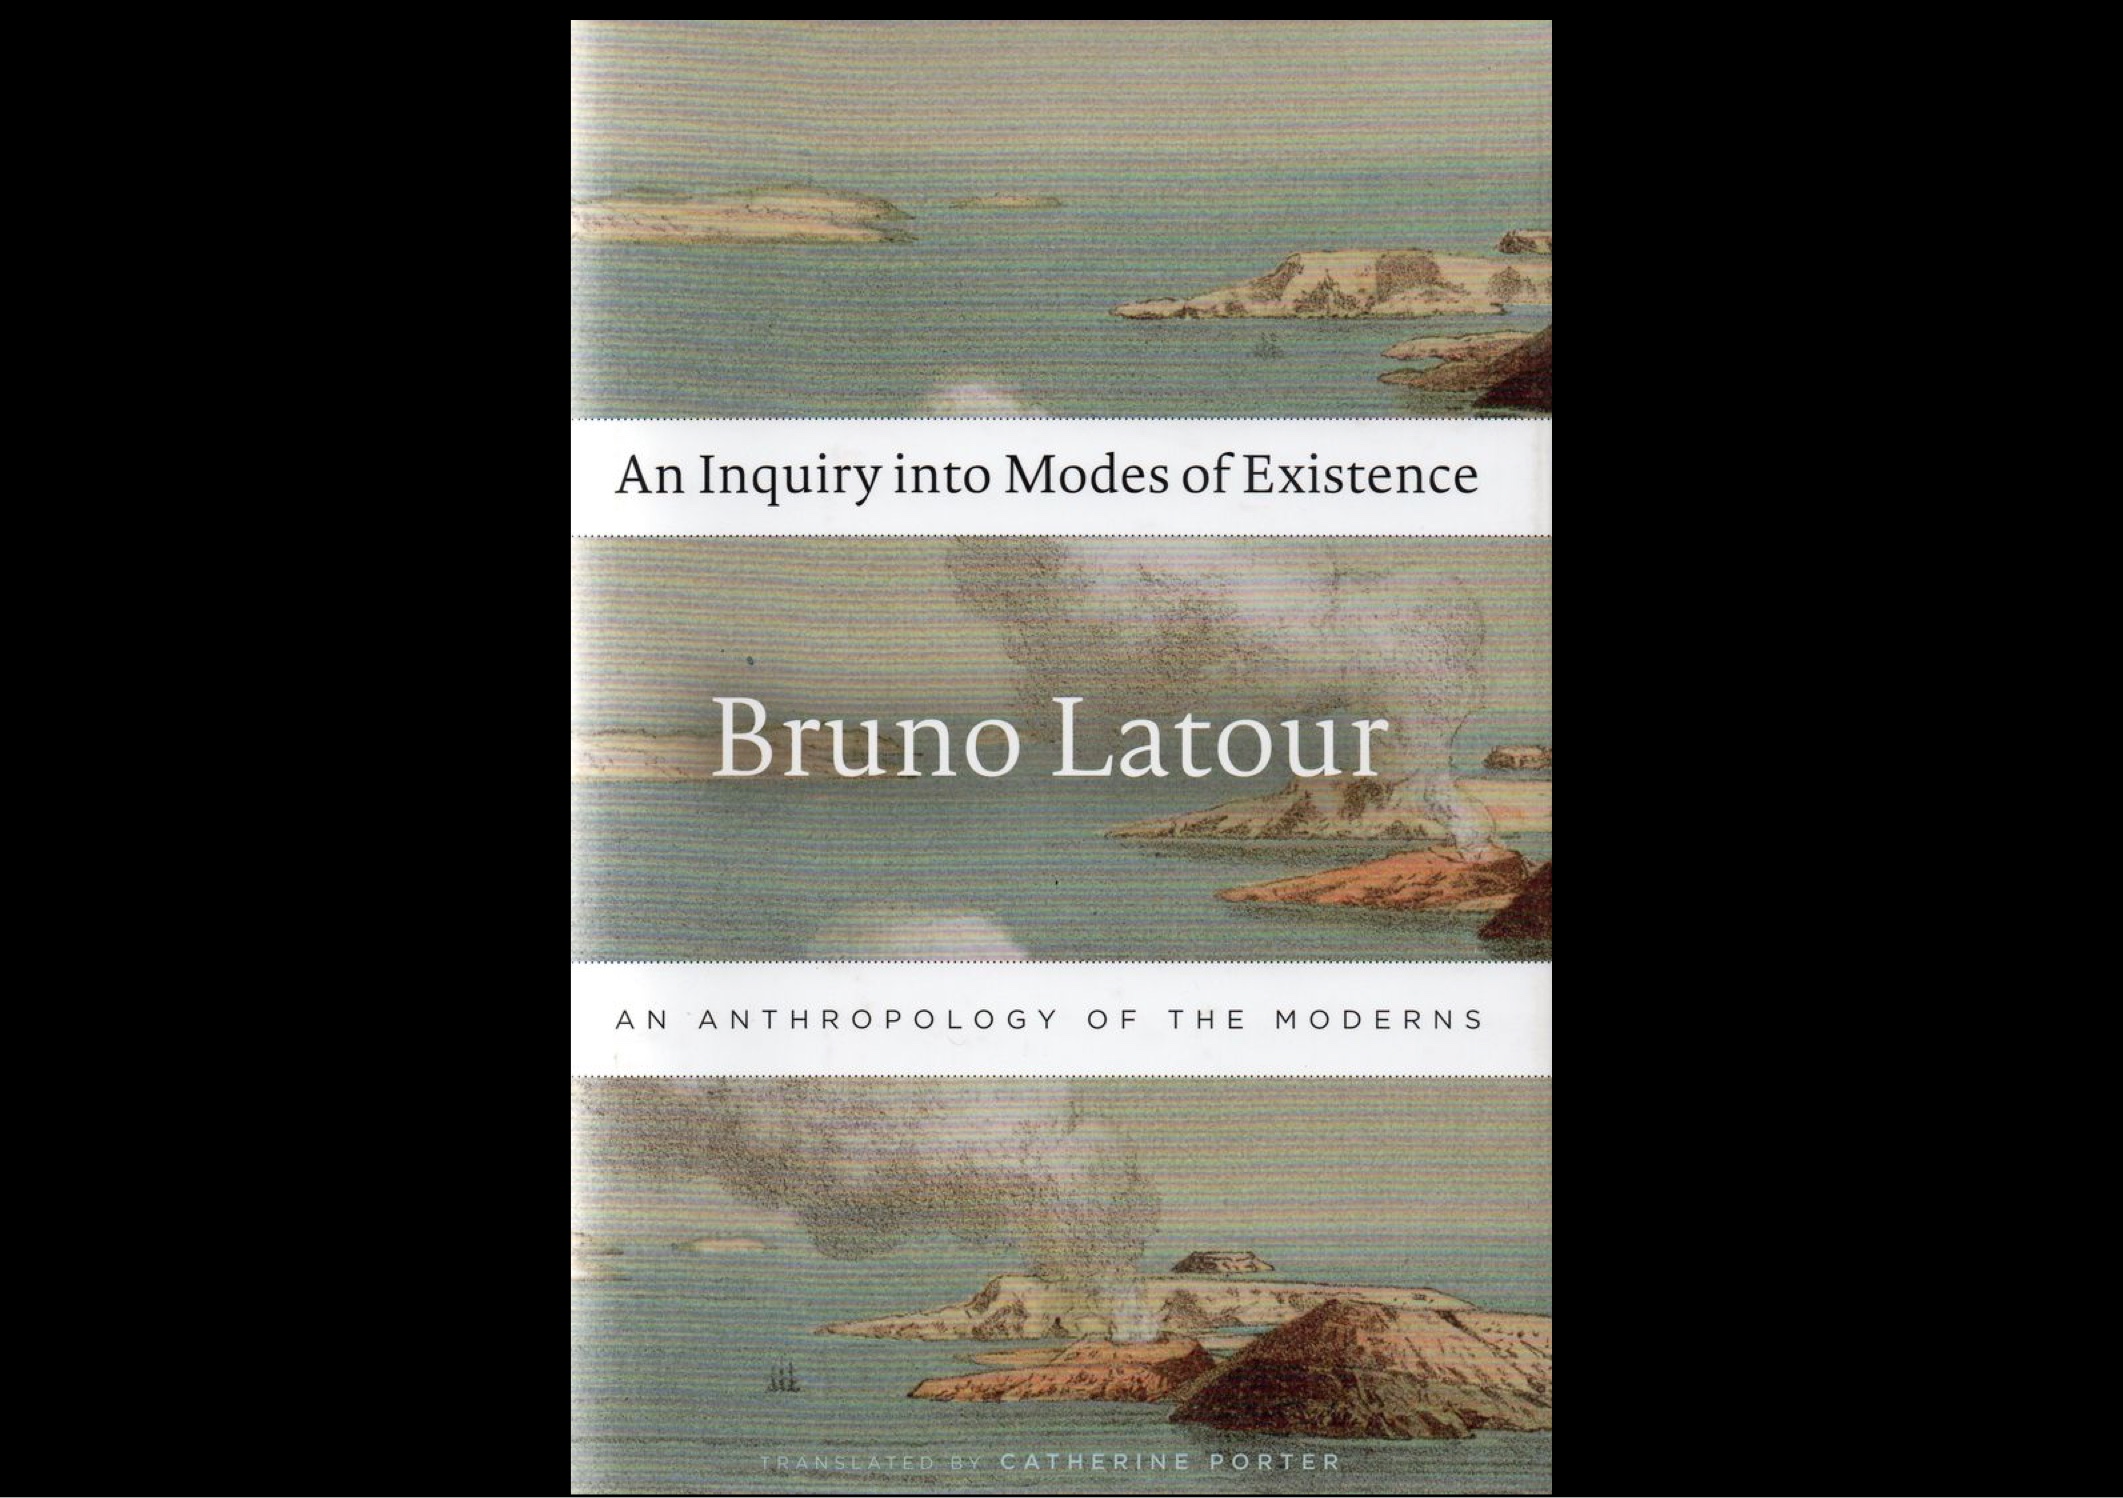 An Inquiry into Modes of Existence
Bruno Latour
AN ANTHROPOLOGY OF THE MODERNS
TRANSLATED BY CATHERINE PORTER